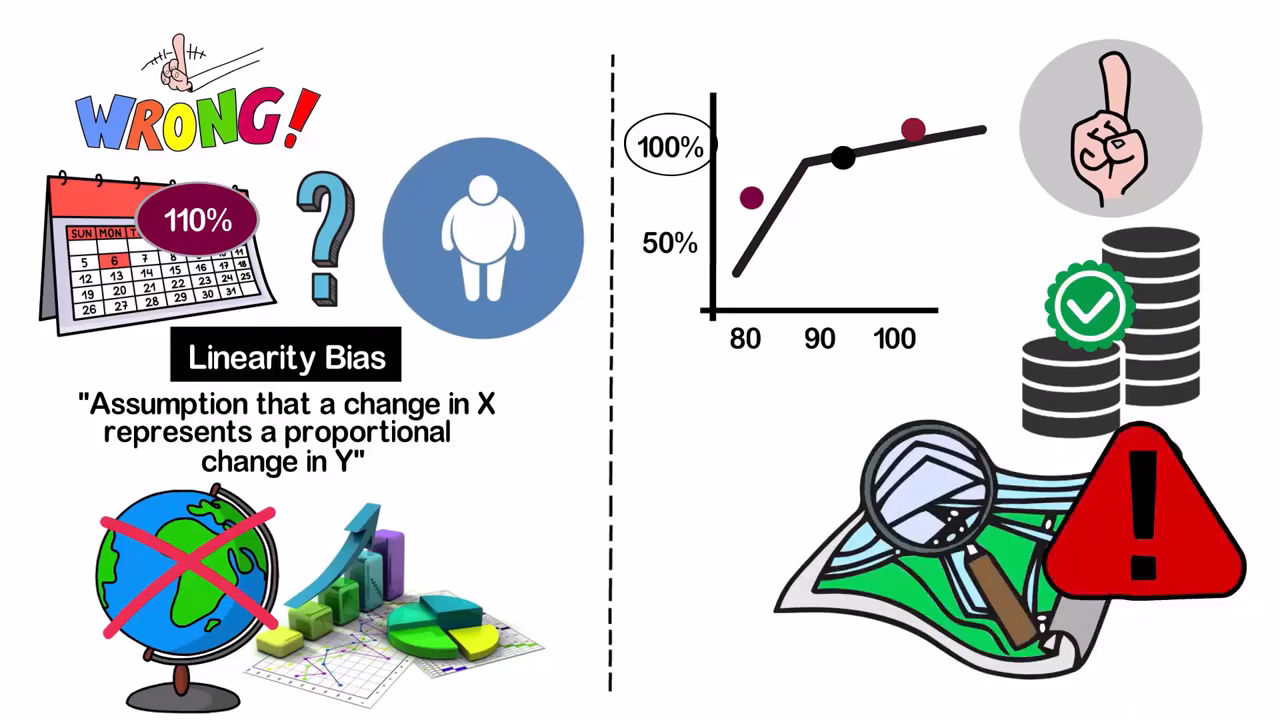 WRONG!
110%
SUN MON T
5 6 7 8 9 10 11
12 13 14 15 16 17 18
19 20 21 22 23 24 25
26 27 28 29 30 31
Linearity Bias
"Assumption that a change in X
represents a proportional
change in Y"
100%
50%
80 90 100
!